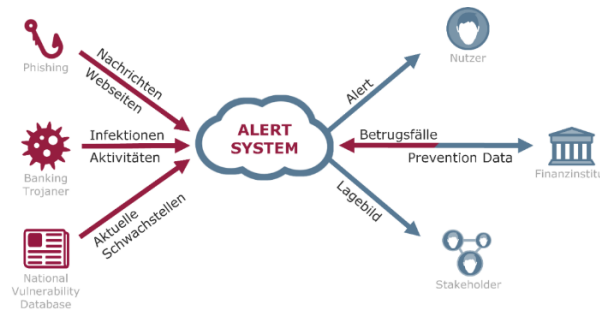 Phishing
Nachrichten
Webseiten
Banking
Trojaner
Infektionen
Aktivitäten
National
Vulnerability
Database
Aktuelle
Schwachstellen
ALERT
SYSTEM
Alert
Nutzer
Betrugsfälle
Prevention Data
Finanzinstitu
Lagebild
Stakeholder